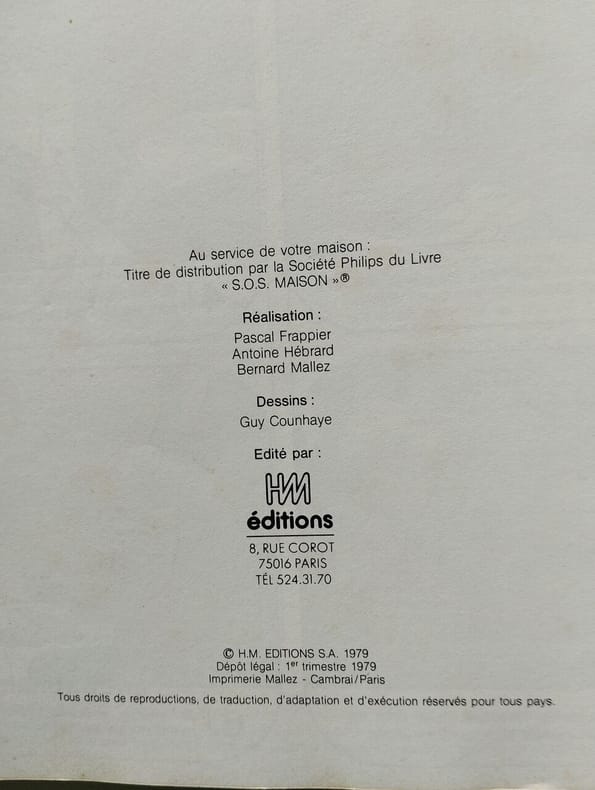 Au service de votre maison :
Titre de distribution par la Société Philips du Livre
« S.O.S. MAISON »®
Réalisation :
Pascal Frappier
Antoine Hébrard
Bernard Mallez
Dessins :
Guy Counhaye
Edité par :
HM
éditions
8, RUE COROT
75016 PARIS
TÉL 524.31.70
© H.M. EDITIONS S.A. 1979
Dépôt légal : 1er trimestre 1979
Imprimerie Mallez - Cambrai/Paris
Tous droits de reproductions, de traduction, d'adaptation et d'exécution réservés pour tous pays.